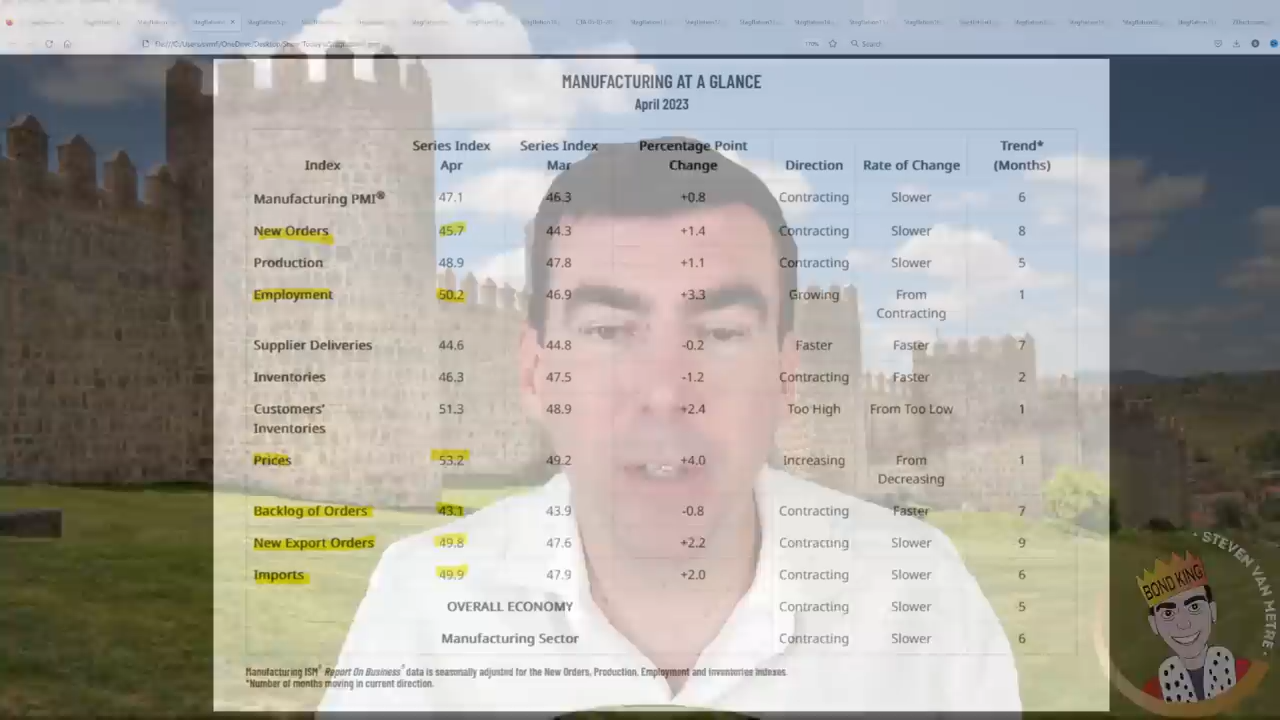 MANUFACTURING AT A GLANCE
April 2023
Index Series Index Apr Series Index Mar Percentage Point Change Direction Rate of Change Trend* (Months)
Manufacturing PMI® 47.1 46.3 +0.8 Contracting Slower 6
New Orders 45.7 44.3 +1.4 Contracting Slower 8
Production 48.9 47.8 +1.1 Contracting Slower 5
Employment 50.2 46.9 +3.3 Growing From Contracting 1
Supplier Deliveries 44.6 44.8 -0.2 Faster Faster 7
Inventories 46.3 47.5 -1.2 Contracting Faster 2
Customers' Inventories 51.3 48.9 +2.4 Too High From Too Low 1
Prices 53.2 49.2 +4.0 Increasing From Decreasing 1
Backlog of Orders 43.1 43.9 -0.8 Contracting Faster 7
New Export Orders 49.8 47.6 +2.2 Contracting Slower 9
Imports 49.9 47.9 +2.0 Contracting Slower 6
OVERALL ECONOMY Contracting Slower 5
Manufacturing Sector Contracting Slower 6
Manufacturing ISM® Report On Business® data is seasonally adjusted for the New Orders, Production, Employment and Inventories indexes.
*Number of months moving in current direction.
Search
BOND KING
STEVEN VAN METRE